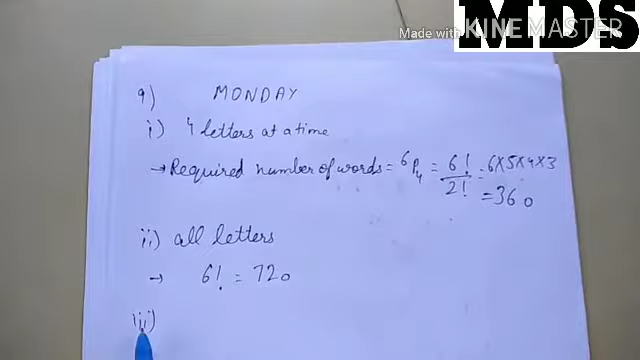 MDS
Made with KINEMASTER
9) MONDAY
i) 4 letters at a time
→ Required number of words = ⁶P₄ = 6!/2! = 6×5×4×3
= 360
ii) all letters
→ 6! = 720
iii)